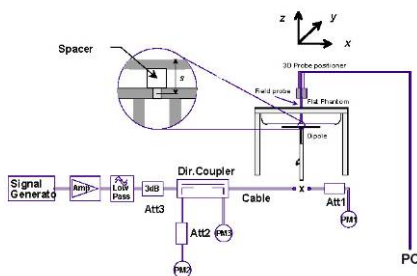 z
y
x
Spacer
s
3D Probe positioner
Field probe
Flat Phantom
Dipole
Signal
Generato
Amp
Low
Pass
3dB
Att3
Dir.Coupler
Cable
x
Att1
PM1
Att2
PM3
PM2
PC